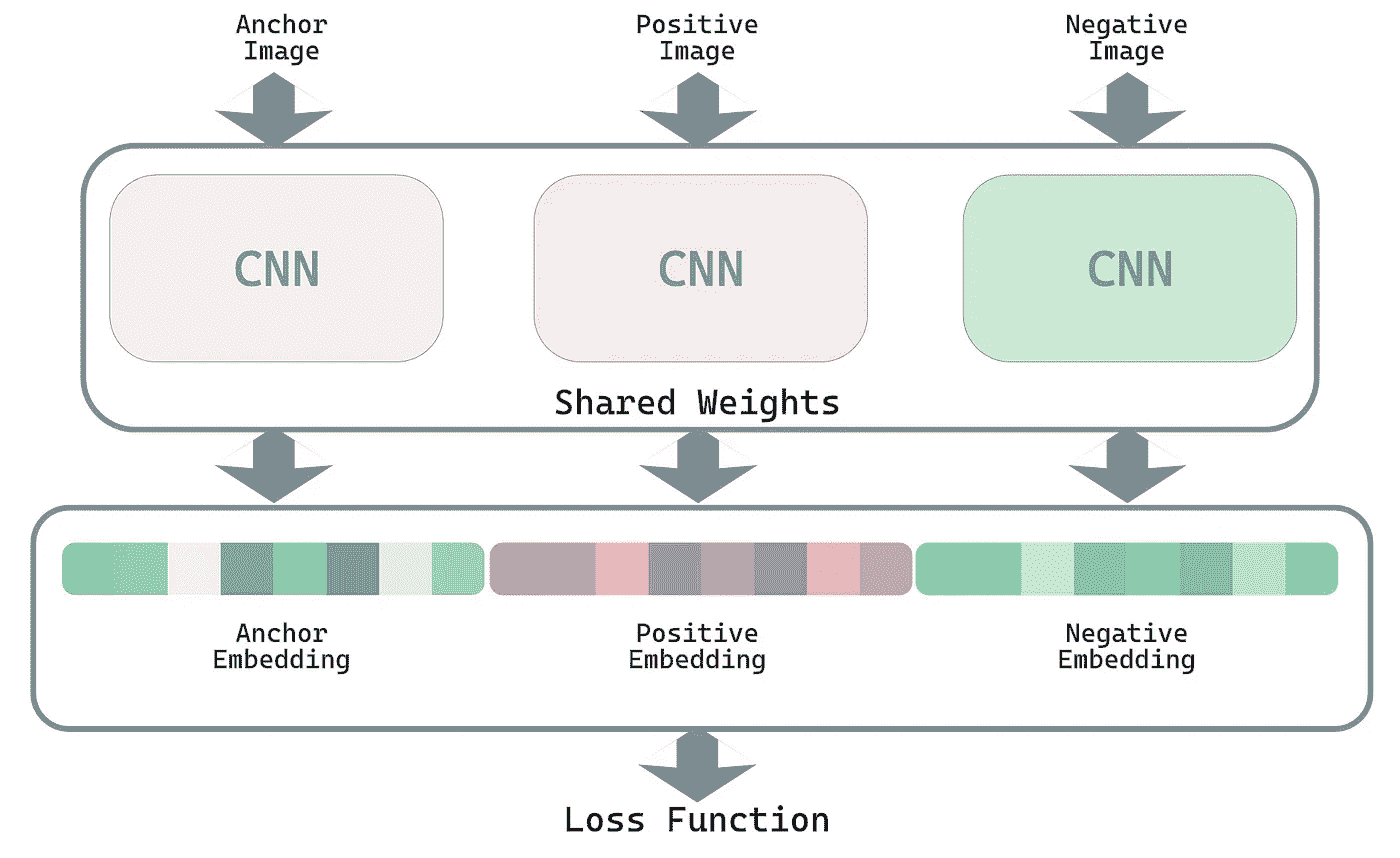 Anchor
Image
Positive
Image
Negative
Image
CNN
CNN
CNN
Shared Weights
Anchor
Embedding
Positive
Embedding
Negative
Embedding
Loss Function